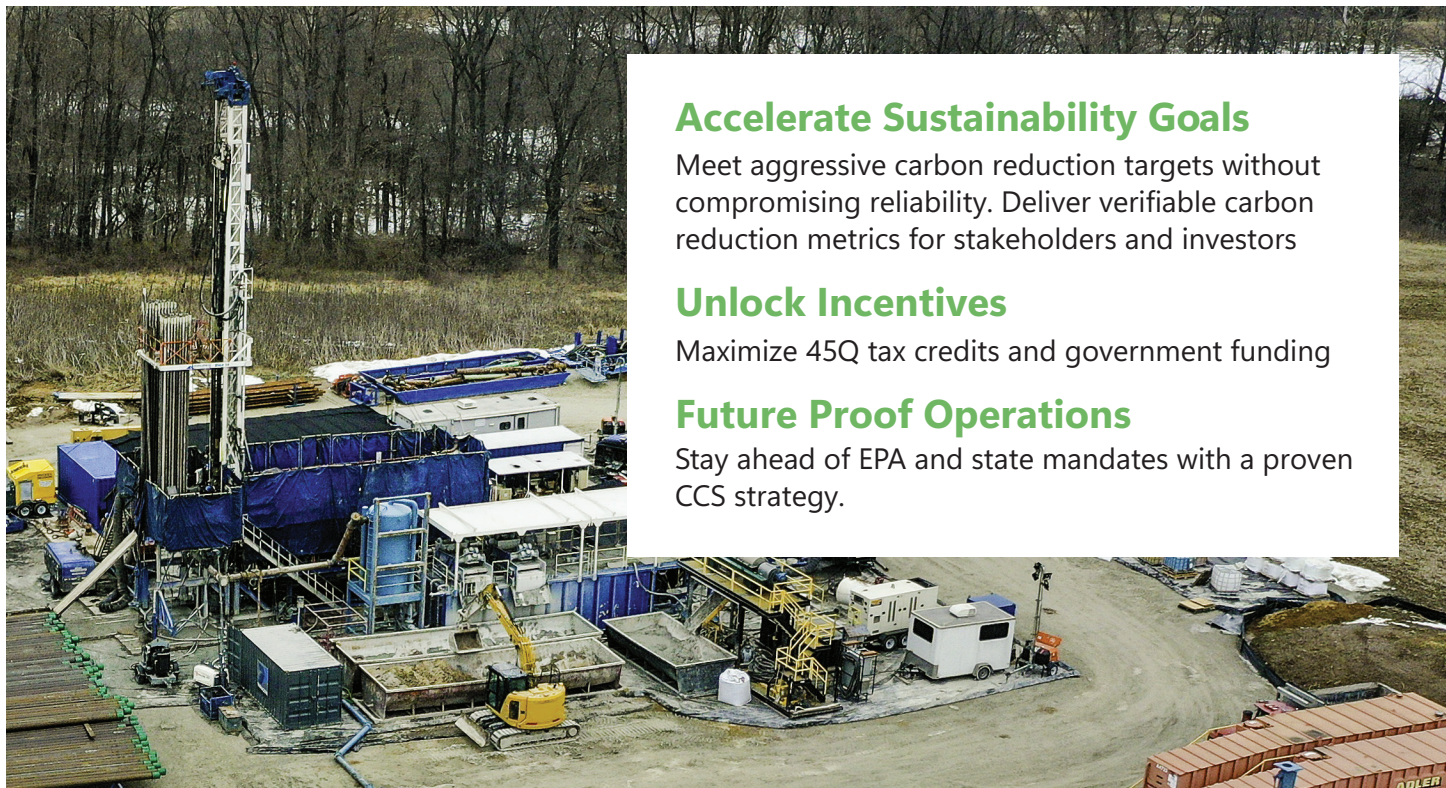 Accelerate Sustainability Goals
Meet aggressive carbon reduction targets without
compromising reliability. Deliver verifiable carbon
reduction metrics for stakeholders and investors
Unlock Incentives
Maximize 45Q tax credits and government funding
Future Proof Operations
Stay ahead of EPA and state mandates with a proven
CCS strategy.
ADLER